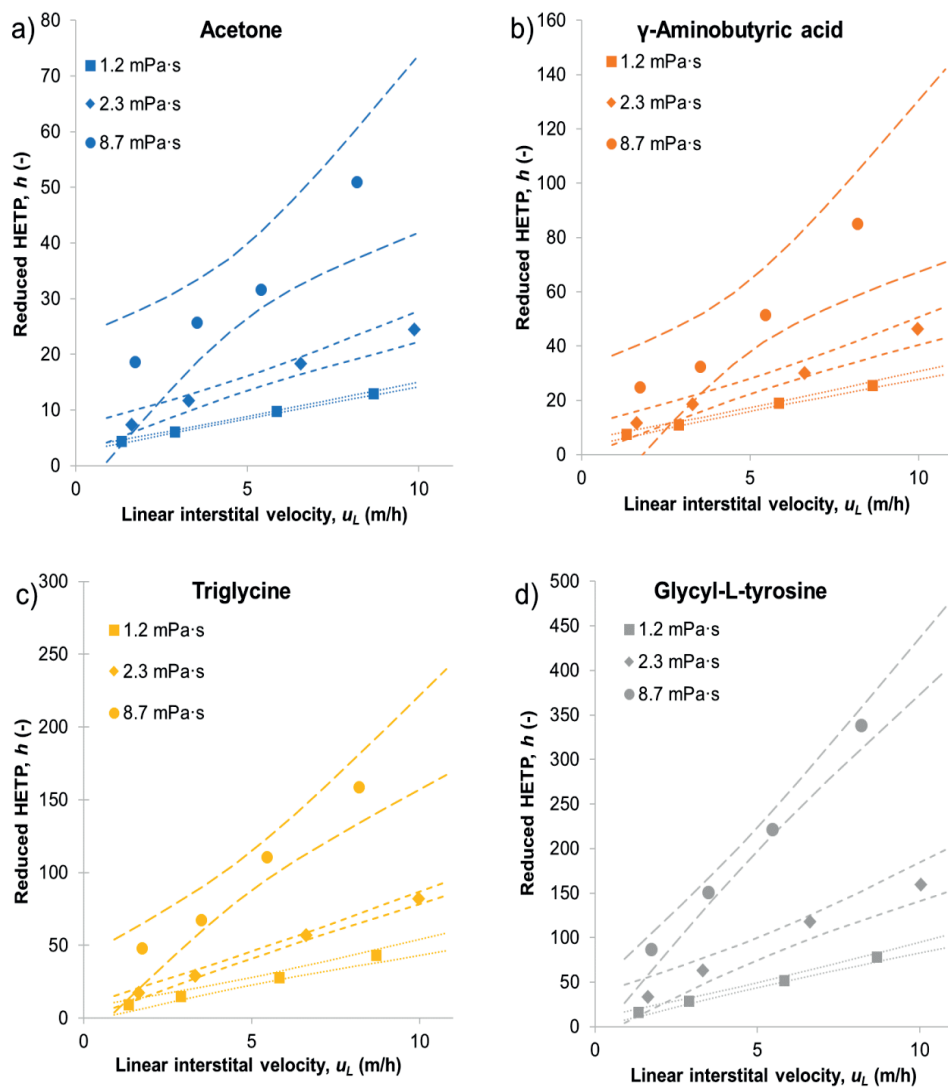 a)
Acetone
1.2 mPa·s
2.3 mPa·s
8.7 mPa·s
80
70
60
50
40
30
20
10
0
0
5
10
Reduced HETP, h (-)
Linear interstital velocity, uL (m/h)
b)
γ-Aminobutyric acid
1.2 mPa·s
2.3 mPa·s
8.7 mPa·s
160
140
120
100
80
60
40
20
0
0
5
10
Reduced HETP, h (-)
Linear interstital velocity, uL (m/h)
c)
Triglycine
1.2 mPa·s
2.3 mPa·s
8.7 mPa·s
300
250
200
150
100
50
0
0
5
10
Reduced HETP, h (-)
Linear interstital velocity, uL (m/h)
d)
Glycyl-L-tyrosine
1.2 mPa·s
2.3 mPa·s
8.7 mPa·s
500
450
400
350
300
250
200
150
100
50
0
0
5
10
Reduced HETP, h (-)
Linear interstital velocity, uL (m/h)